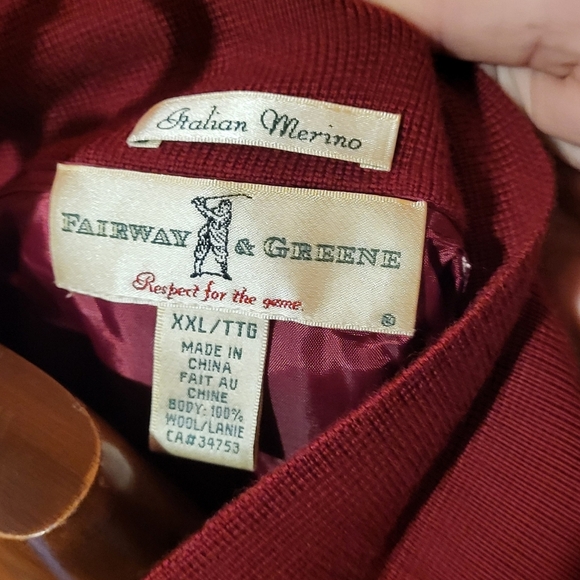 Italian Merino
FAIRWAY & GREENE
Respect for the game.
®
XXL/TTG
MADE IN
CHINA
FAIT AU
CHINE
BODY: 100%
WOOL/LANIE
CA#34753